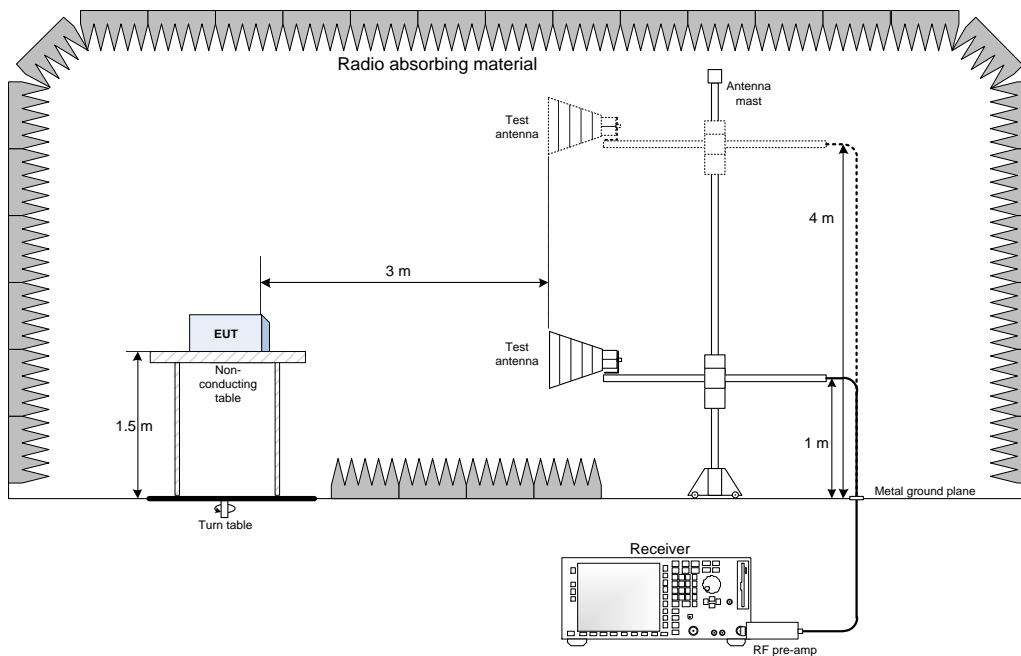 Radio absorbing material
Antenna
mast
Test
antenna
4 m
3 m
EUT
Test
antenna
Non-
conducting
table
1.5 m
1 m
Metal ground plane
Turn table
Receiver
RF pre-amp